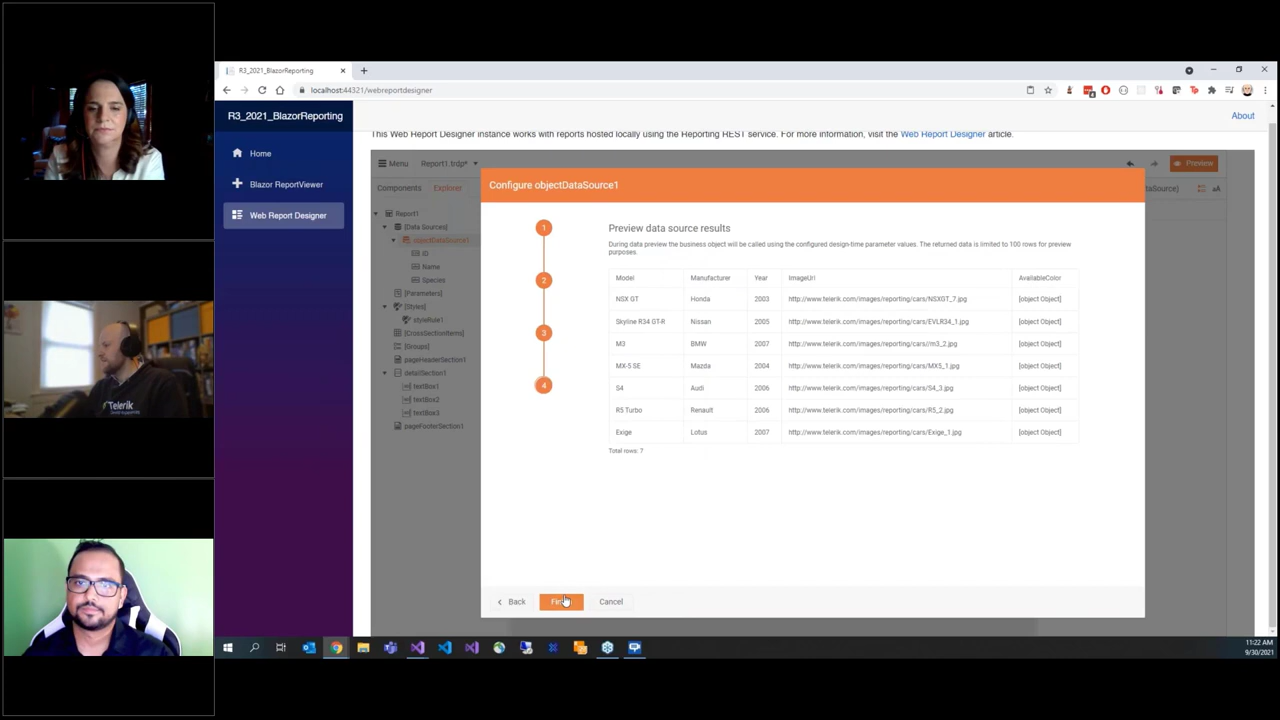 R3_2021_BlazorReporting
localhost:44321/webreportdesigner
R3_2021_BlazorReporting
About
This Web Report Designer instance works with reports hosted locally using the Reporting REST service. For more information, visit the Web Report Designer article.
Home
Blazor ReportViewer
Web Report Designer
Menu
Report1.trdp*
Preview
Components
Explorer
Configure objectDataSource1
Report1
[Data Sources]
objectDataSource1
ID
Name
Species
[Parameters]
[Styles]
styleRule1
[CrossSectionItems]
[Groups]
pageHeaderSection1
detailSection1
textBox1
textBox2
textBox3
pageFooterSection1
1
2
3
4
Preview data source results
During data preview the business object will be called using the configured design-time parameter values. The returned data is limited to 100 rows for preview
purposes.
Model Manufacturer Year ImageUrl AvailableColor
NSX GT Honda 2003 http://www.telerik.com/images/reporting/cars/NSXGT_7.jpg [object Object]
Skyline R34 GT-R Nissan 2005 http://www.telerik.com/images/reporting/cars/EVLR34_1.jpg [object Object]
M3 BMW 2007 http://www.telerik.com/images/reporting/cars//m3_2.jpg [object Object]
MX-5 SE Mazda 2004 http://www.telerik.com/images/reporting/cars/MX5_1.jpg [object Object]
S4 Audi 2006 http://www.telerik.com/images/reporting/cars/S4_3.jpg [object Object]
R5 Turbo Renault 2006 http://www.telerik.com/images/reporting/cars/R5_2.jpg [object Object]
Exige Lotus 2007 http://www.telerik.com/images/reporting/cars/Exige_1.jpg [object Object]
Total rows: 7
Back
Cancel
Telerik
11:22 AM
9/30/2021